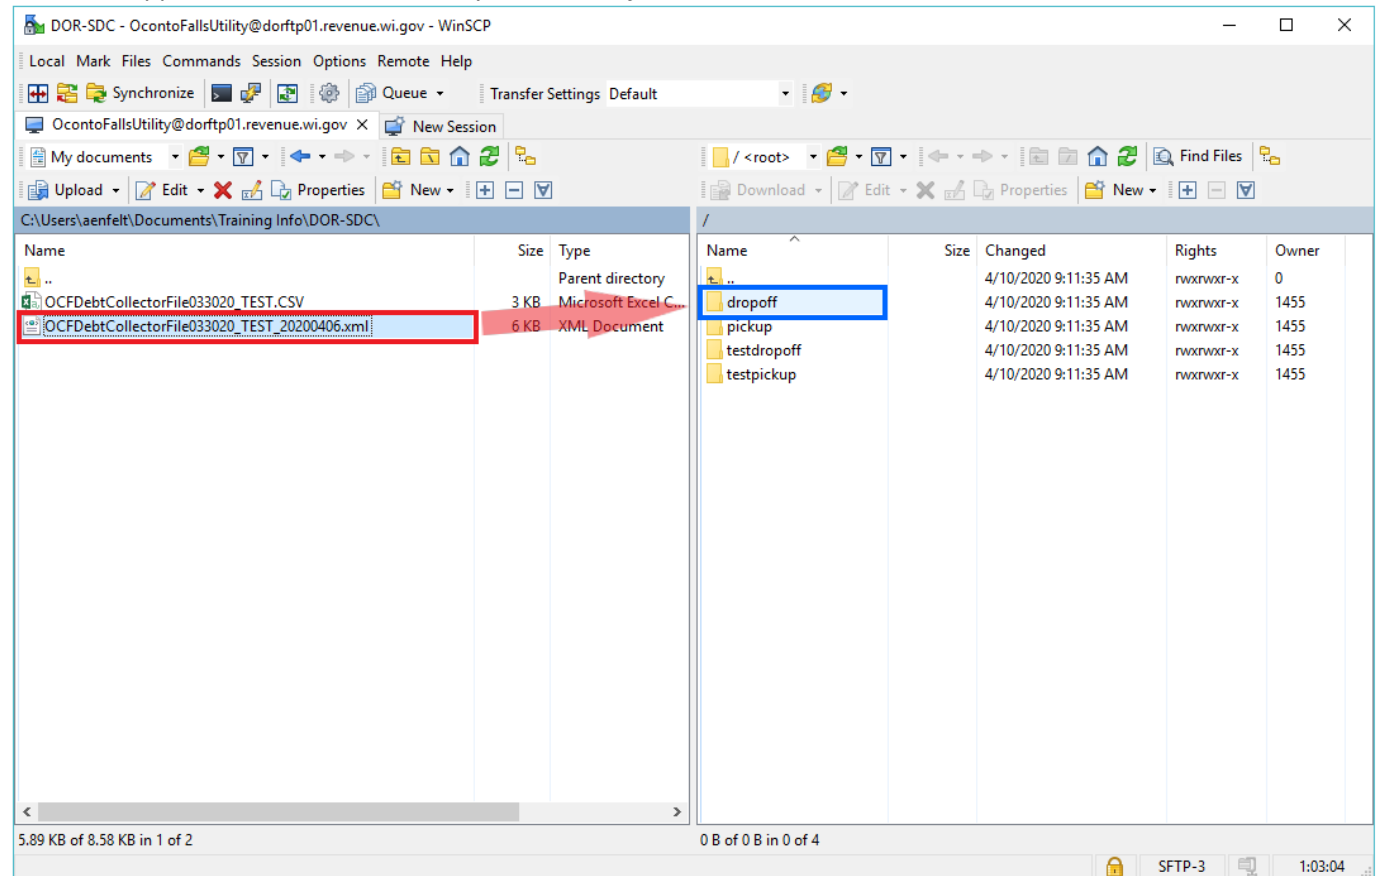 DOR-SDC - OcontoFallsUtility@dorftp01.revenue.wi.gov - WinSCP
Local Mark Files Commands Session Options Remote Help
Synchronize Queue Transfer Settings Default
OcontoFallsUtility@dorftp01.revenue.wi.gov X New Session
My documents / <root> Find Files
Upload Edit Properties New Download Edit Properties New
C:\Users\aenfelt\Documents\Training Info\DOR-SDC\ /
Name Size Type Name Size Changed Rights Owner
.. Parent directory .. 4/10/2020 9:11:35 AM rwxrwxr-x 0
OCFDebtCollectorFile033020_TEST.CSV 3 KB Microsoft Excel C... dropoff 4/10/2020 9:11:35 AM rwxrwxr-x 1455
OCFDebtCollectorFile033020_TEST_20200406.xml 6 KB XML Document pickup 4/10/2020 9:11:35 AM rwxrwxr-x 1455
testdropoff 4/10/2020 9:11:35 AM rwxrwxr-x 1455
testpickup 4/10/2020 9:11:35 AM rwxrwxr-x 1455
5.89 KB of 8.58 KB in 1 of 2 0 B of 0 B in 0 of 4
SFTP-3 1:03:04